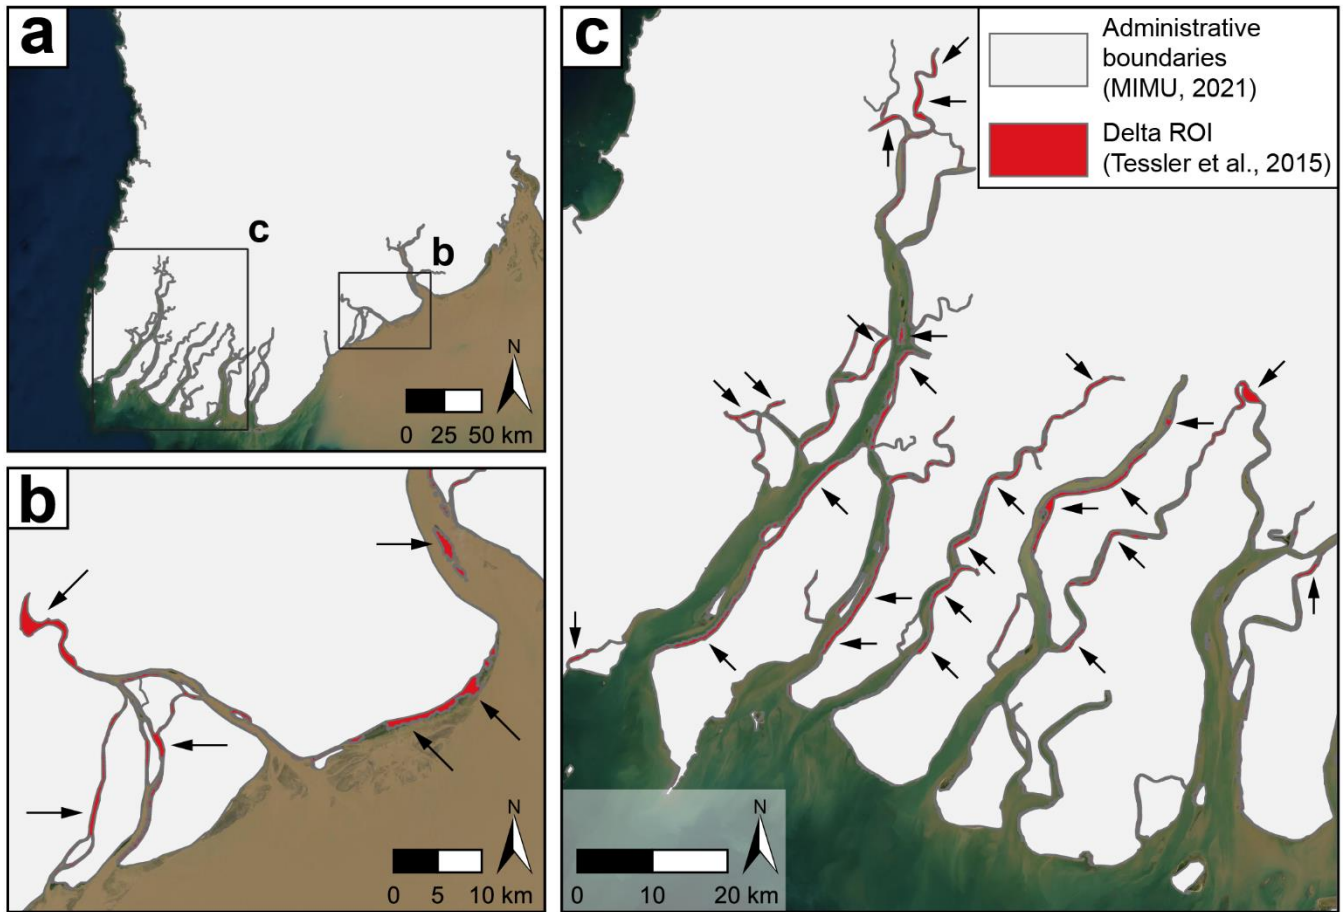 a
c
b
N
0 25 50 km
b
N
0 5 10 km
c
Administrative
boundaries
(MIMU, 2021)
Delta ROI
(Tessler et al., 2015)
N
0 10 20 km